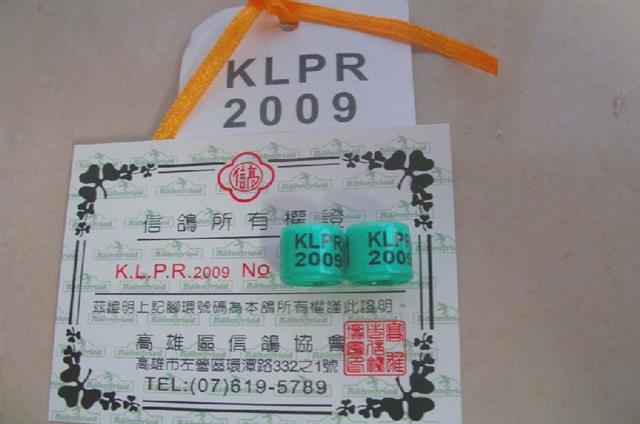 KLPR
2009
信高
信鴿所有權證
K.L.P.R.2009 No
KLPR
2009
KLPR
2009
茲證明上記腳環號碼為本鴿所有權謹此證明。
高雄區信鴿協會
高雄市左營區環潭路332之1號
TEL:(07)619-5789
Röhnfried